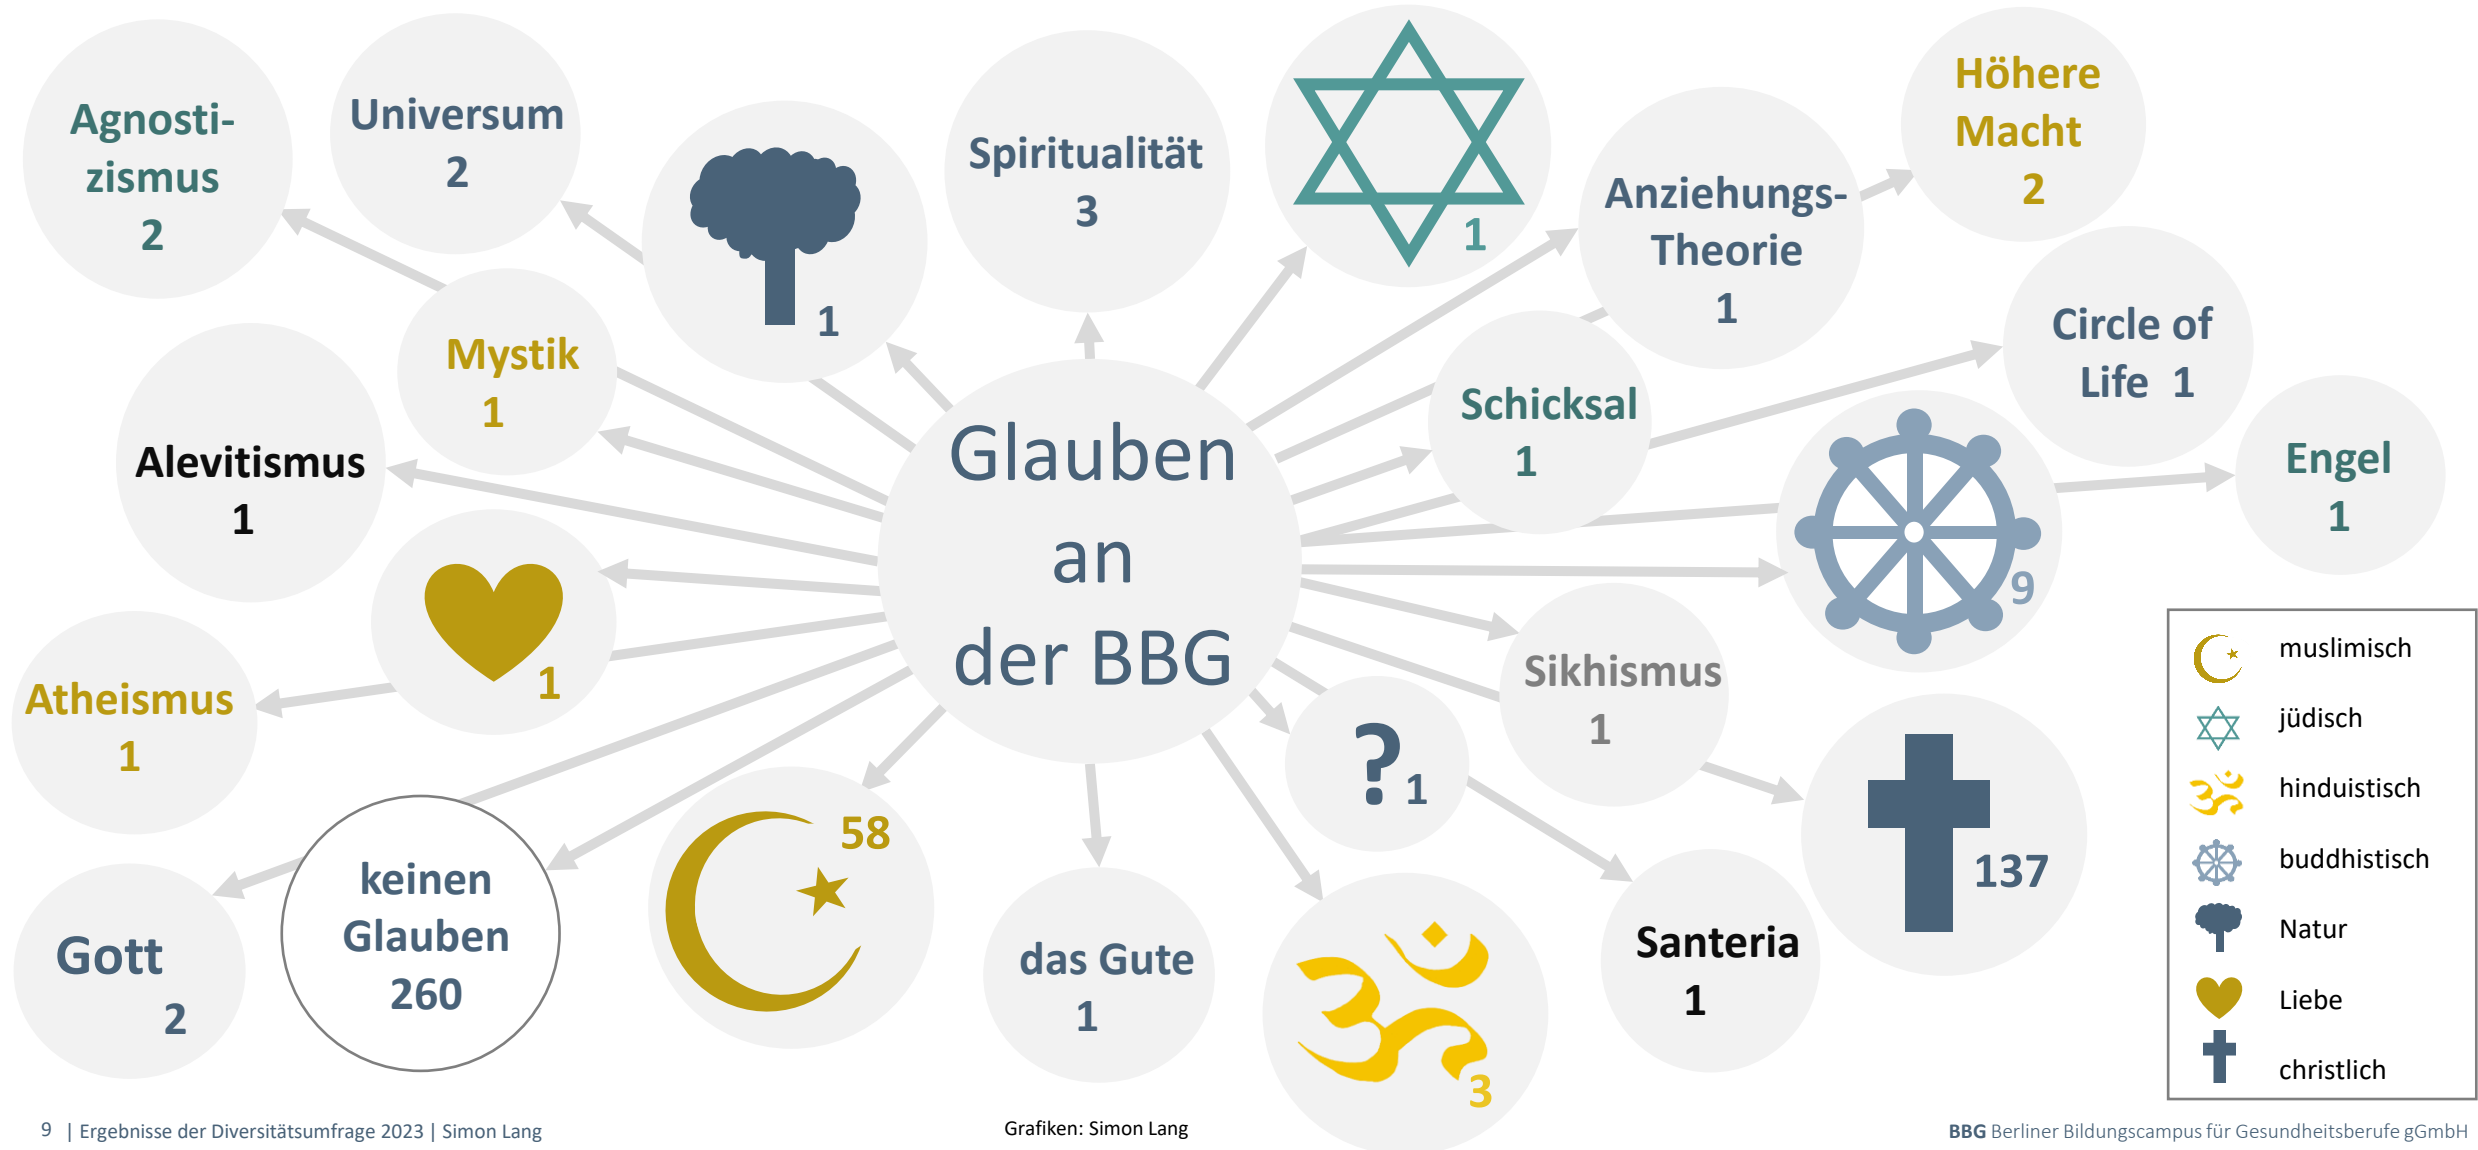 Agnosti-
zismus
2
Universum
2
1
Spiritualität
3
1
Anziehungs-
Theorie
1
Höhere
Macht
2
Mystik
1
Schicksal
1
Circle of
Life 1
Alevitismus
1
Glauben
an
der BBG
9
Engel
1
1
Atheismus
1
Sikhismus
1
?
1
137
Gott
2
keinen
Glauben
260
58
das Gute
1
3
Santeria
1
muslimisch
jüdisch
hinduistisch
buddhistisch
Natur
Liebe
christlich
9 | Ergebnisse der Diversitätsumfrage 2023 | Simon Lang
Grafiken: Simon Lang
BBG Berliner Bildungscampus für Gesundheitsberufe gGmbH